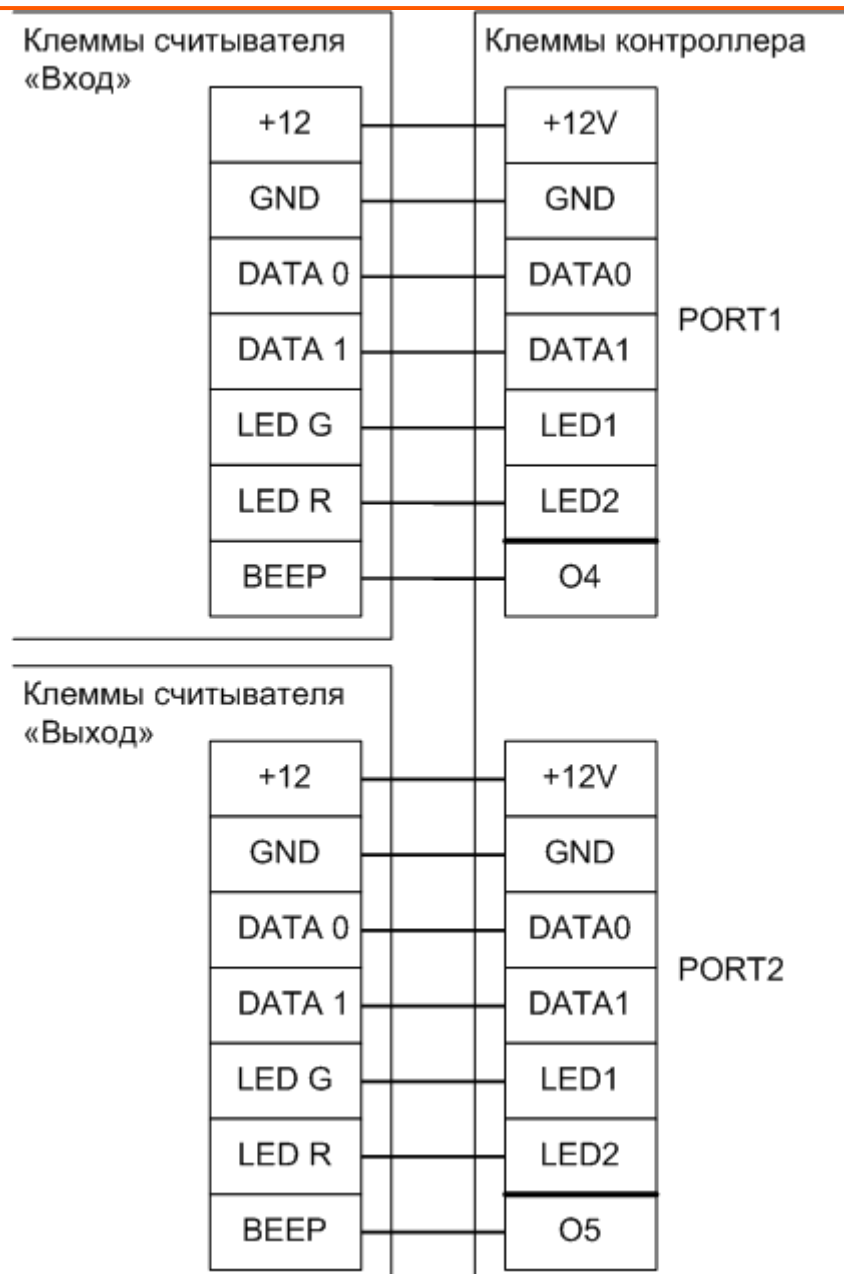 Клеммы считывателя
«Вход»
Клеммы контроллера
+12
+12V
GND
GND
DATA 0
DATA0
DATA 1
DATA1
PORT1
LED G
LED1
LED R
LED2
BEEP
O4
Клеммы считывателя
«Выход»
+12
+12V
GND
GND
DATA 0
DATA0
DATA 1
DATA1
PORT2
LED G
LED1
LED R
LED2
BEEP
O5